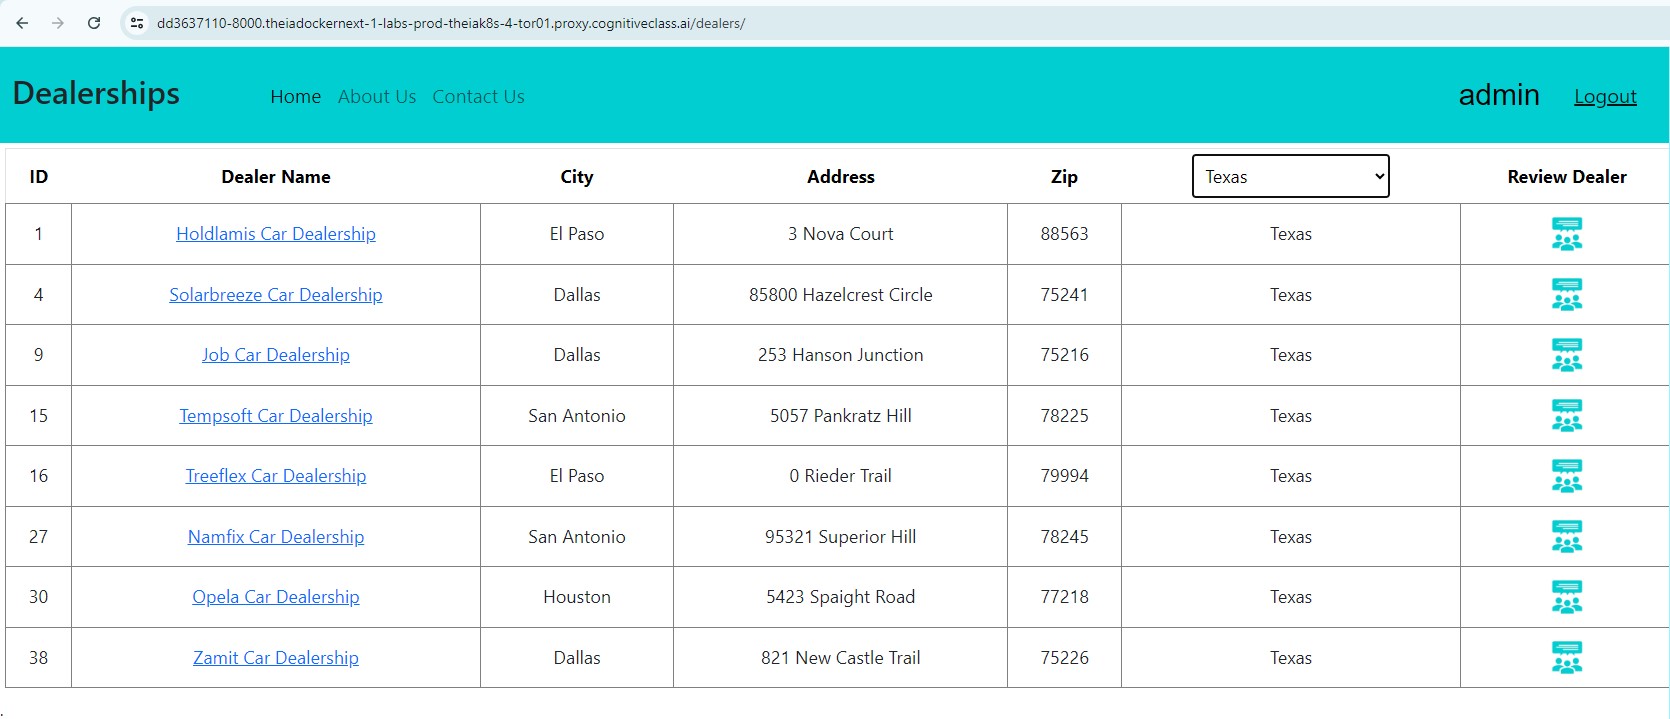 dd3637110-8000.theiadockernext-1-labs-prod-theiak8s-4-tor01.proxy.cognitiveclass.ai/dealers/
Dealerships Home About Us Contact Us admin Logout
ID Dealer Name City Address Zip Texas Review Dealer
1 Holdlamis Car Dealership El Paso 3 Nova Court 88563 Texas
4 Solarbreeze Car Dealership Dallas 85800 Hazelcrest Circle 75241 Texas
9 Job Car Dealership Dallas 253 Hanson Junction 75216 Texas
15 Tempsoft Car Dealership San Antonio 5057 Pankratz Hill 78225 Texas
16 Treeflex Car Dealership El Paso 0 Rieder Trail 79994 Texas
27 Namfix Car Dealership San Antonio 95321 Superior Hill 78245 Texas
30 Opela Car Dealership Houston 5423 Spaight Road 77218 Texas
38 Zamit Car Dealership Dallas 821 New Castle Trail 75226 Texas
.